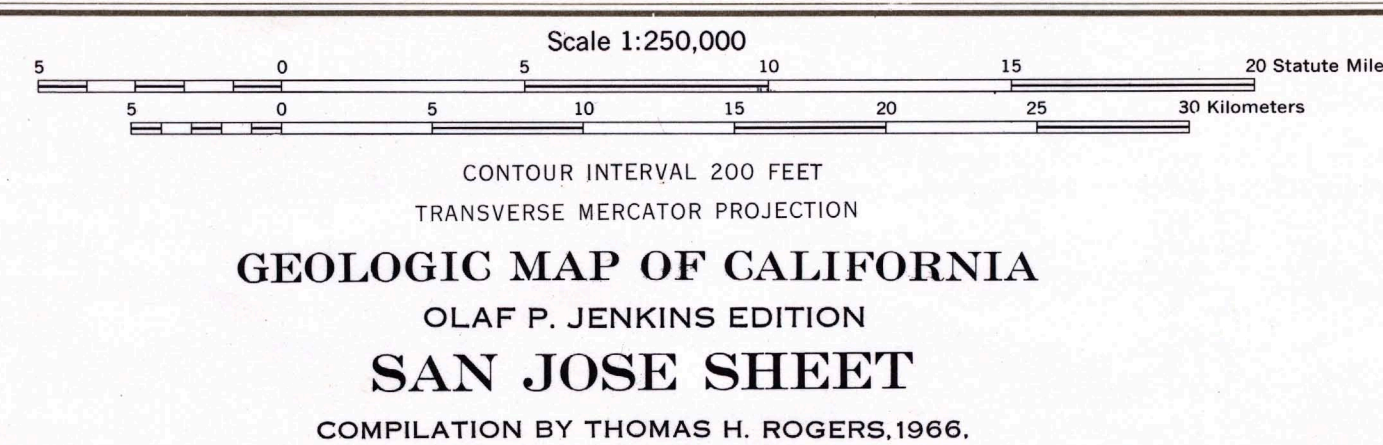 Scale 1:250,000
5 0 5 10 15 20 Statute Mile
5 0 5 10 15 20 25 30 Kilometers
CONTOUR INTERVAL 200 FEET
TRANSVERSE MERCATOR PROJECTION
GEOLOGIC MAP OF CALIFORNIA
OLAF P. JENKINS EDITION
SAN JOSE SHEET
COMPILATION BY THOMAS H. ROGERS, 1966.